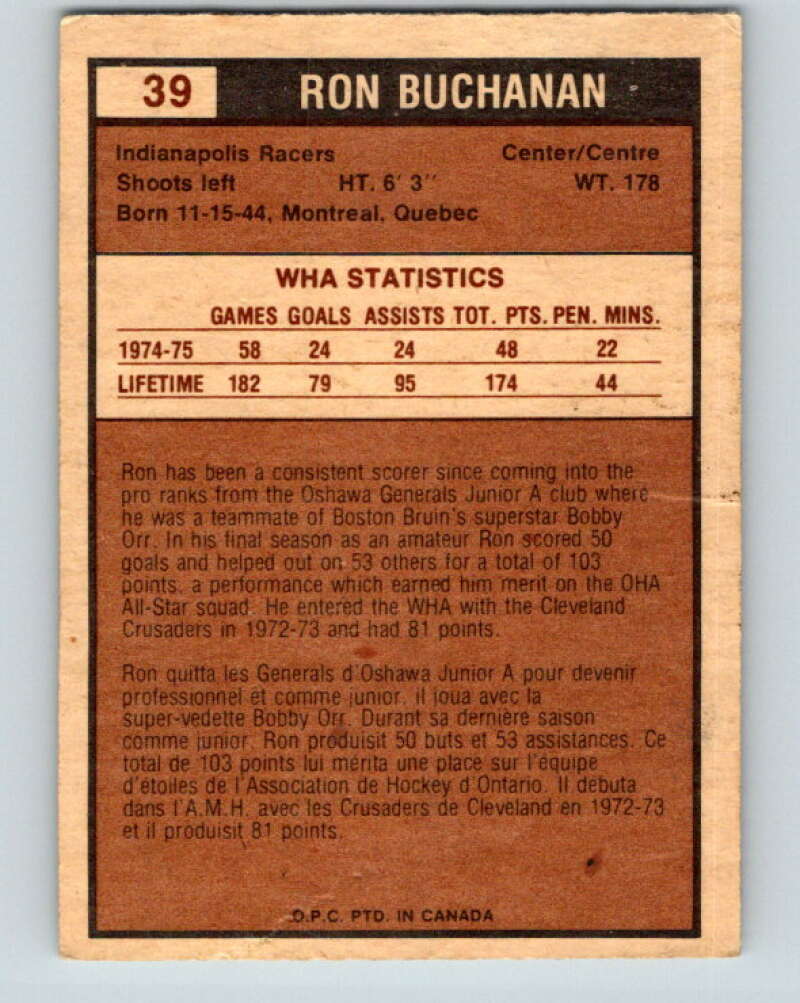 39 RON BUCHANAN
Indianapolis Racers Center/Centre
Shoots left HT. 6' 3" WT. 178
Born 11-15-44, Montreal, Quebec
WHA STATISTICS
GAMES GOALS ASSISTS TOT. PTS. PEN. MINS.
1974-75 58 24 24 48 22
LIFETIME 182 79 95 174 44
Ron has been a consistent scorer since coming into the
pro ranks from the Oshawa Generals Junior A club where
he was a teammate of Boston Bruin's superstar Bobby
Orr. In his final season as an amateur Ron scored 50
goals and helped out on 53 others for a total of 103
points, a performance which earned him merit on the OHA
All-Star squad. He entered the WHA with the Cleveland
Crusaders in 1972-73 and had 81 points.
Ron quitta les Generals d'Oshawa Junior A pour devenir
professionnel et comme junior, il joua avec la
super-vedette Bobby Orr. Durant sa dernière saison
comme junior, Ron produisit 50 buts et 53 assistances. Ce
total de 103 points lui mérita une place sur l'équipe
d'étoiles de l'Association de Hockey d'Ontario. Il débuta
dans l'A.M.H. avec les Crusaders de Cleveland en 1972-73
et il produisit 81 points.
O.P.C. PTD. IN CANADA